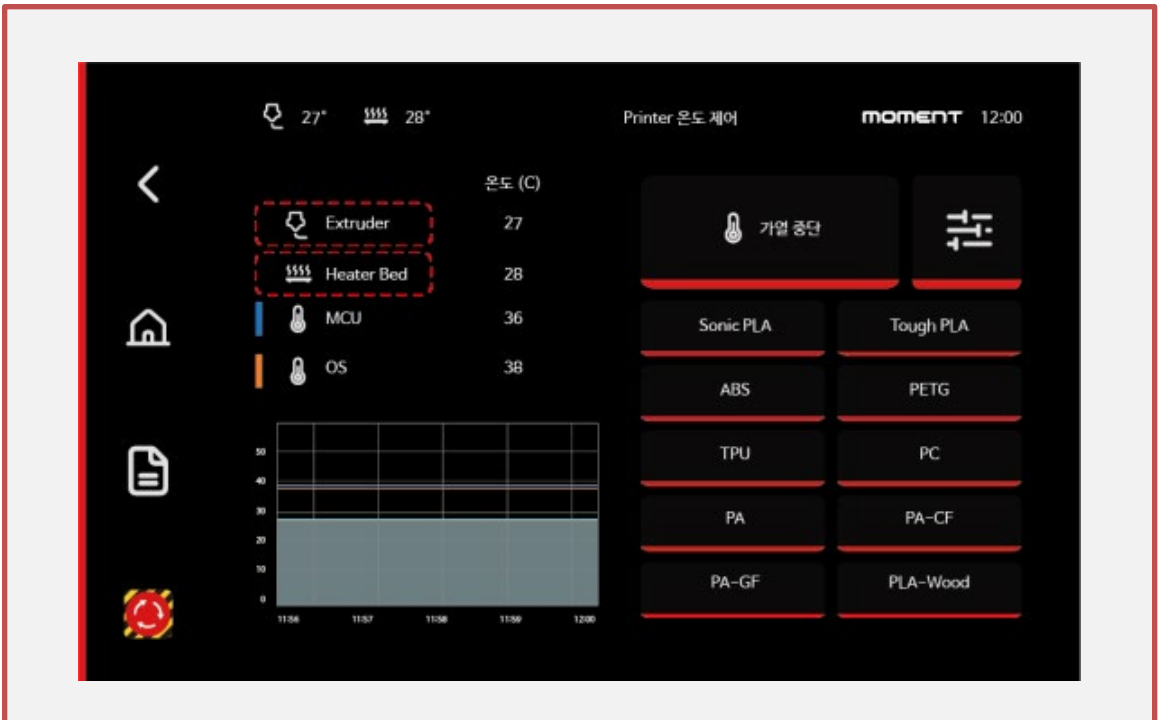 27° 28° Printer 온도 제어 moment 12:00
온도 (C)
Extruder 27
Heater Bed 28
MCU 36
OS 38
가열 중단
Sonic PLA Tough PLA
ABS PETG
TPU PC
PA PA-CF
PA-GF PLA-Wood
50
40
30
20
10
0
11:56 11:57 11:58 11:59 12:00